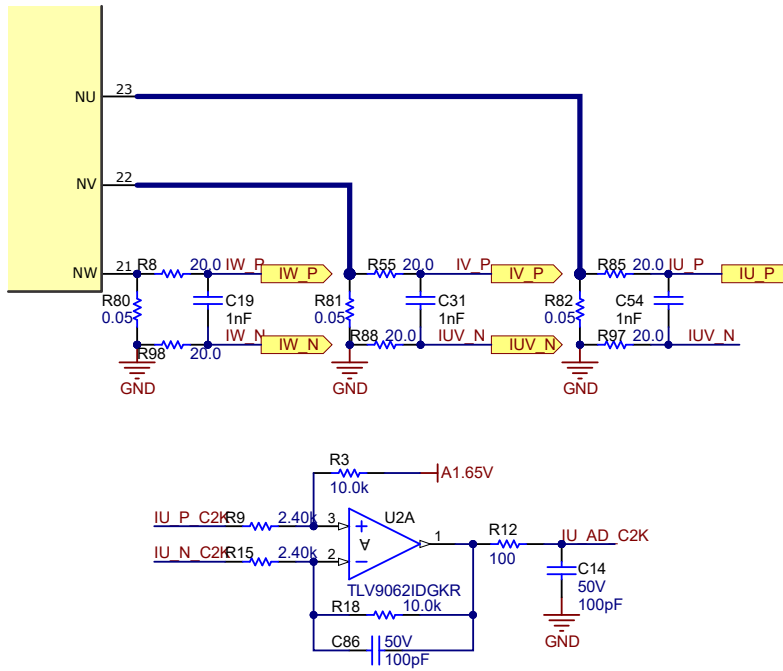 NU 23
NV 22
NW 21
R8 20.0 IW_P IW_P
R55 20.0 IV_P IV_P
R85 20.0 IU_P IU_P
R80 0.05
C19 1nF
R81 0.05
C31 1nF
R82 0.05
C54 1nF
R98 20.0 IW_N IW_N
R88 20.0 IUV_N IUV_N
R97 20.0 IUV_N
GND GND GND
R3 10.0k A1.65V
IU_P_C2K R9 2.40k 3 + U2A
A 1 R12 100 IU_AD_C2K
IU_N_C2K R15 2.40k 2 −
TLV9062IDGKR
C14 50V 100pF
R18 10.0k
GND
C86 50V 100pF